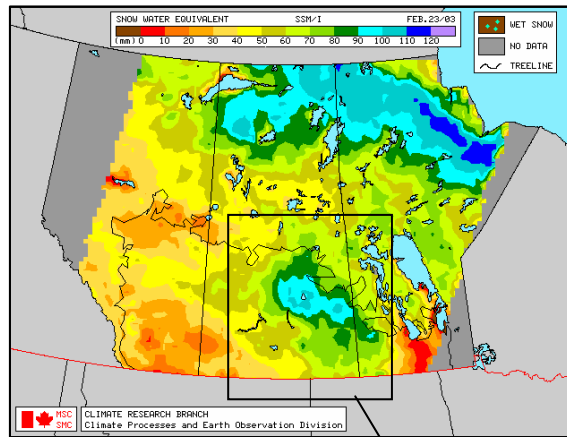 SNOW WATER EQUIVALENT SSM/I FEB.23/03
(mm) 0 10 20 30 40 50 60 70 80 90 100 110 120
WET SNOW
NO DATA
TREELINE
MSC
SMC
CLIMATE RESEARCH BRANCH
Climate Processes and Earth Observation Division